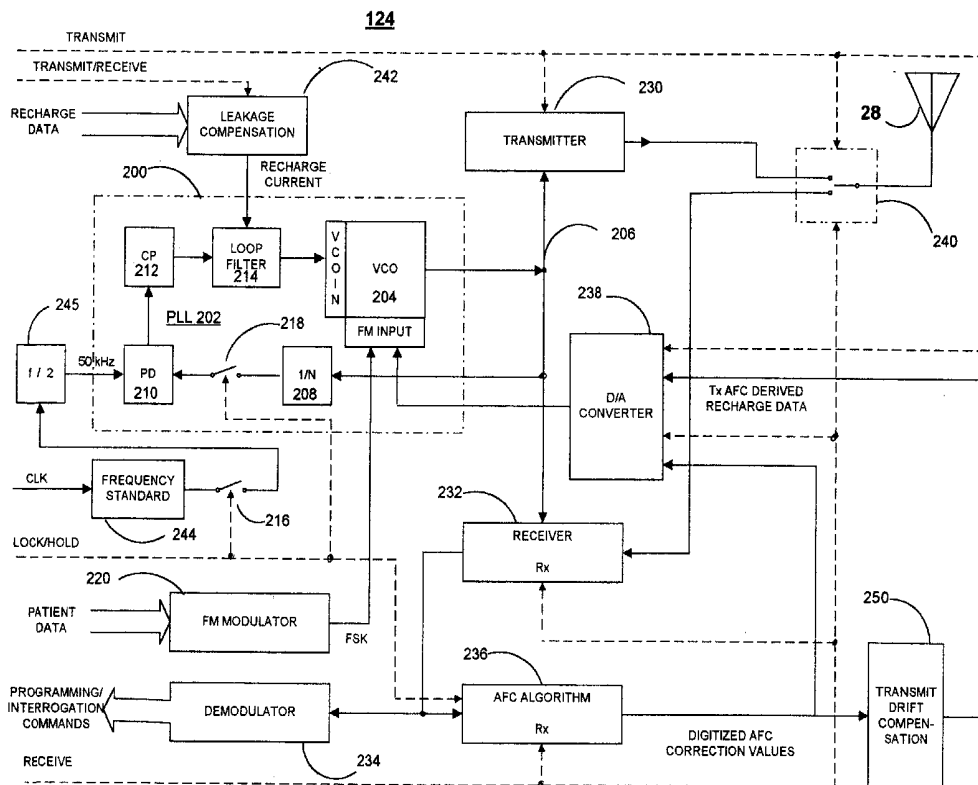 124
TRANSMIT
TRANSMIT/RECEIVE
242
230
28
RECHARGE
DATA
LEAKAGE
COMPENSATION
TRANSMITTER
RECHARGE
CURRENT
200
240
206
CP
212
LOOP
FILTER
214
VCOIN
VCO
204
FM INPUT
245
PLL 202
218
238
f / 2
50 kHz
PD
210
1/N
208
D/A
CONVERTER
Tx AFC DERIVED
RECHARGE DATA
CLK
FREQUENCY
STANDARD
244
216
232
RECEIVER
Rx
LOCK/HOLD
220
PATIENT
DATA
FM MODULATOR
FSK
250
236
PROGRAMMING/
INTERROGATION
COMMANDS
DEMODULATOR
AFC ALGORITHM
Rx
TRANSMIT
DRIFT
COMPEN-
SATION
DIGITIZED AFC
CORRECTION VALUES
RECEIVE
234